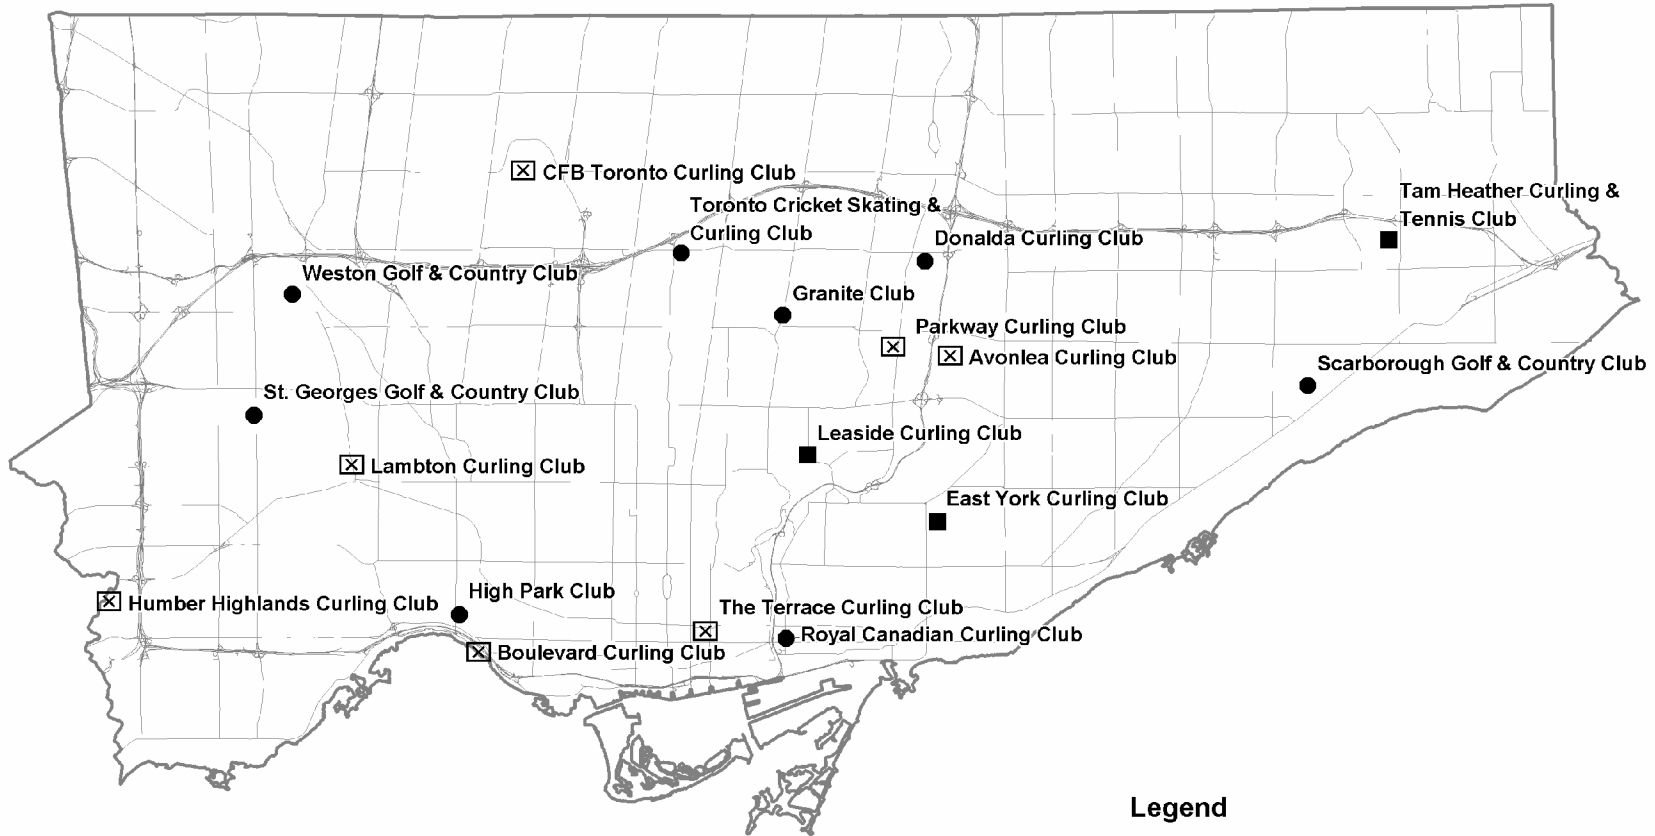 CFB Toronto Curling Club
Toronto Cricket Skating &
Curling Club
Tam Heather Curling &
Tennis Club
Donalda Curling Club
Weston Golf & Country Club
Granite Club
Parkway Curling Club
Avonlea Curling Club
Scarborough Golf & Country Club
St. Georges Golf & Country Club
Leaside Curling Club
Lambton Curling Club
East York Curling Club
High Park Club
Humber Highlands Curling Club
The Terrace Curling Club
Royal Canadian Curling Club
Boulevard Curling Club
Legend